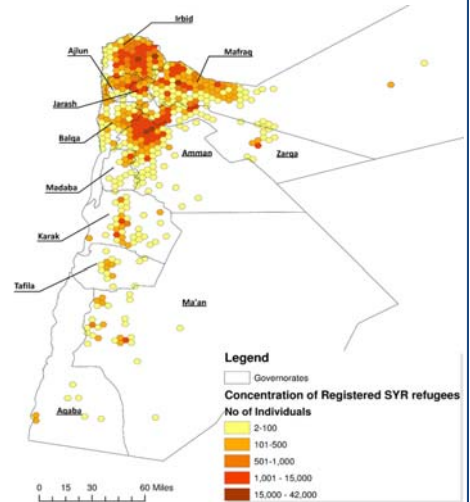 Irbid
Ajlun
Mafraq
Jarash
Balqa
Amman
Zarqa
Madaba
Karak
Tafila
Ma'an
Aqaba
Legend
Governorates
Concentration of Registered SYR refugees
No of Individuals
2-100
101-500
501-1,000
1,001 - 15,000
15,000 - 42,000
0 15 30 60 Miles